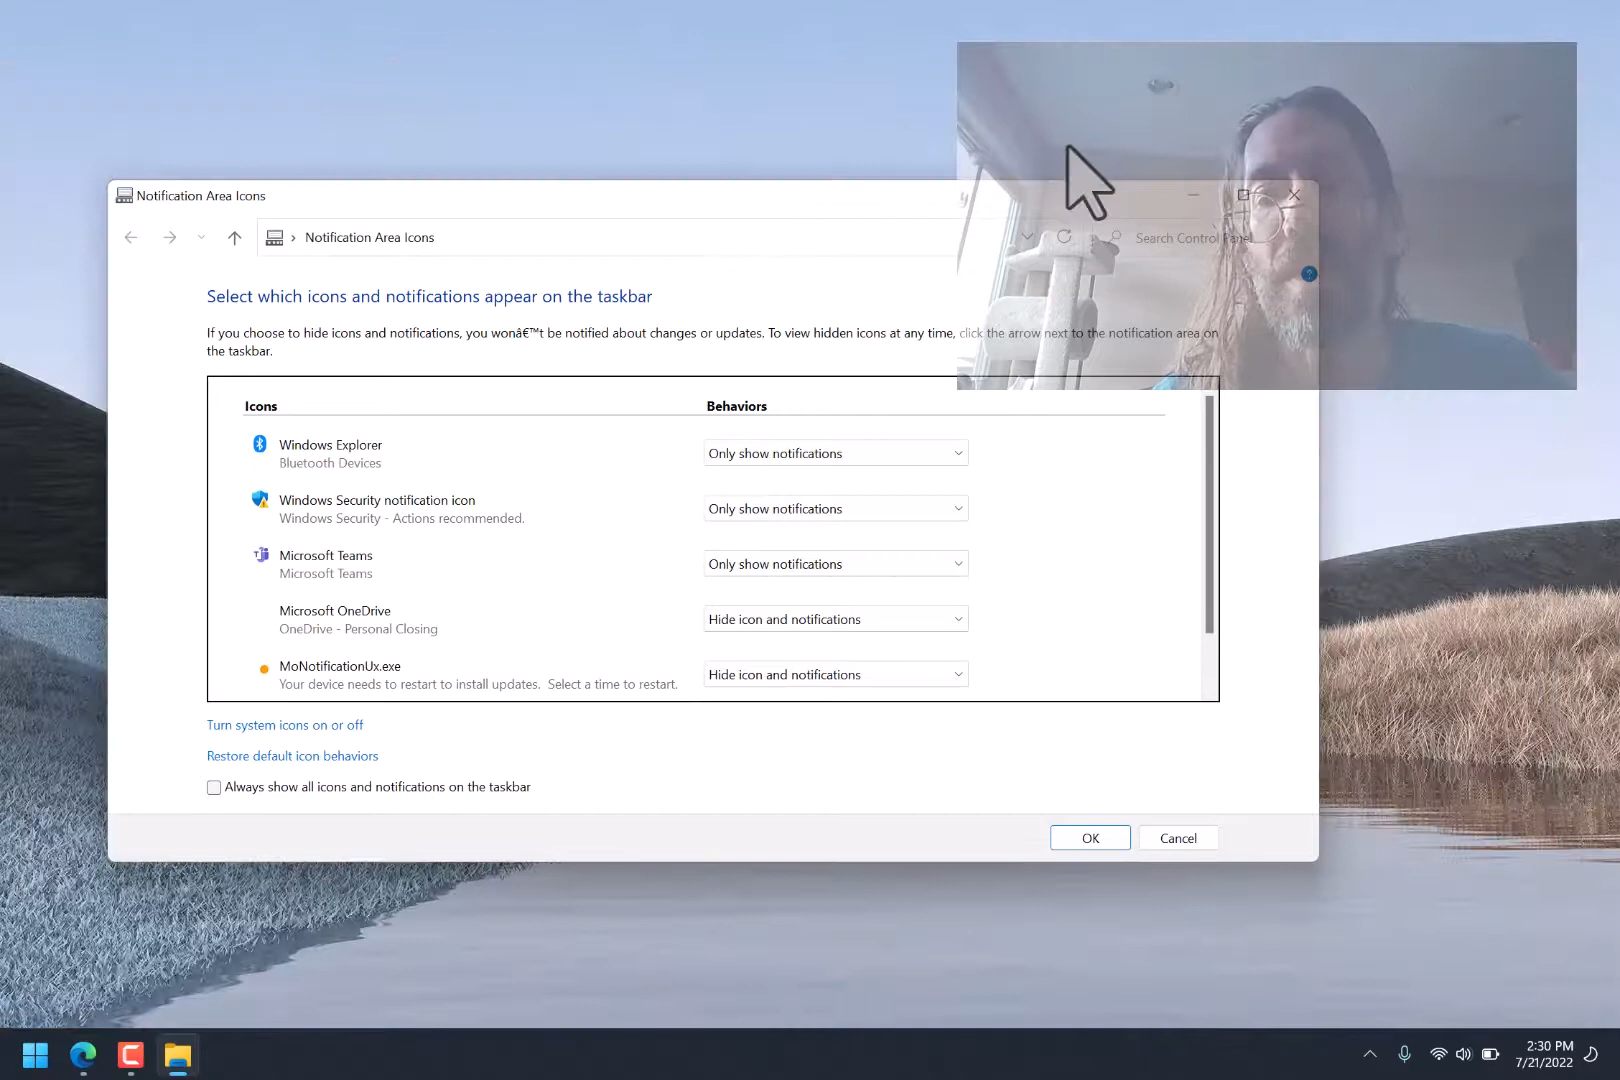 Notification Area Icons
Notification Area Icons
Search Control Panel
Select which icons and notifications appear on the taskbar
If you choose to hide icons and notifications, you wonâ€™t be notified about changes or updates. To view hidden icons at any time, click the arrow next to the notification area on
the taskbar.
Icons Behaviors
Windows Explorer
Bluetooth Devices
Only show notifications
Windows Security notification icon
Windows Security - Actions recommended.
Only show notifications
Microsoft Teams
Microsoft Teams
Only show notifications
Microsoft OneDrive
OneDrive - Personal Closing
Hide icon and notifications
MoNotificationUx.exe
Your device needs to restart to install updates. Select a time to restart.
Hide icon and notifications
Turn system icons on or off
Restore default icon behaviors
Always show all icons and notifications on the taskbar
OK Cancel
2:30 PM
7/21/2022